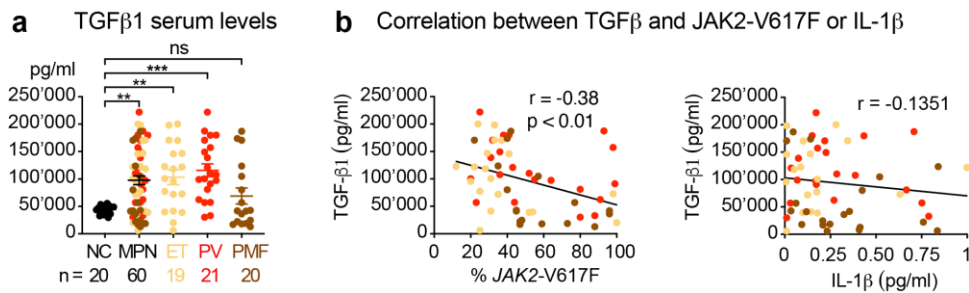 a TGFβ1 serum levels
ns
pg/ml
***
**
**
250'000
200'000
150'000
100'000
50'000
0
NC MPN ET PV PMF
n = 20 60 19 21 20
b Correlation between TGFβ and JAK2-V617F or IL-1β
TGF-β1 (pg/ml)
250'000
200'000
150'000
100'000
50'000
0
r = -0.38
p < 0.01
0 20 40 60 80 100
% JAK2-V617F
TGF-β1 (pg/ml)
250'000
200'000
150'000
100'000
50'000
0
r = -0.1351
0 0.25 0.50 0.75 1
IL-1β (pg/ml)